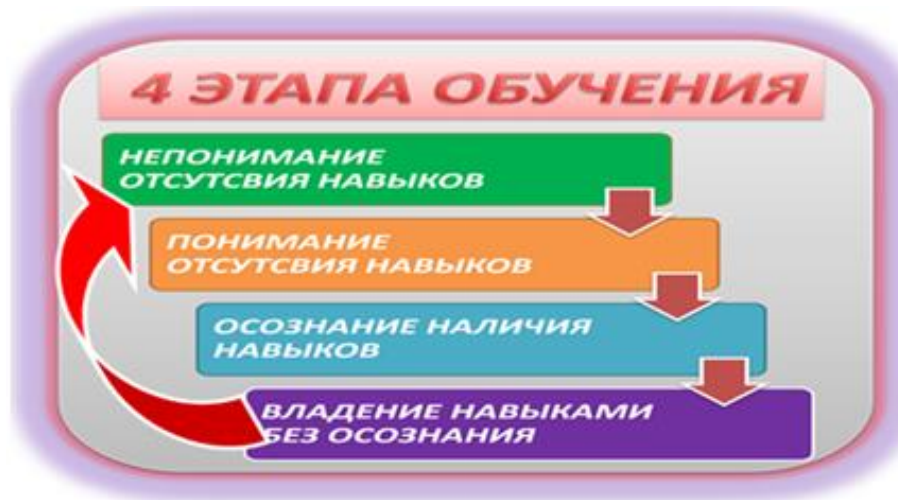 4 ЭТАПА ОБУЧЕНИЯ
НЕПОНИМАНИЕ
ОТСУТСВИЯ НАВЫКОВ
ПОНИМАНИЕ
ОТСУТСВИЯ НАВЫКОВ
ОСОЗНАНИЕ НАЛИЧИЯ
НАВЫКОВ
ВЛАДЕНИЕ НАВЫКАМИ
БЕЗ ОСОЗНАНИЯ